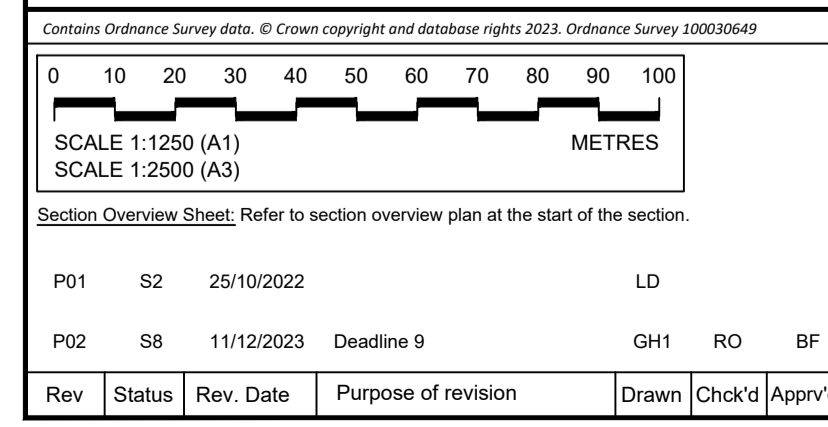 Contains Ordnance Survey data. © Crown copyright and database rights 2023. Ordnance Survey 100030649
0 10 20 30 40 50 60 70 80 90 100
SCALE 1:1250 (A1) METRES
SCALE 1:2500 (A3)
Section Overview Sheet: Refer to section overview plan at the start of the section.
P01 S2 25/10/2022 LD
P02 S8 11/12/2023 Deadline 9 GH1 RO BF
Rev Status Rev. Date Purpose of revision Drawn Chck'd Apprv'